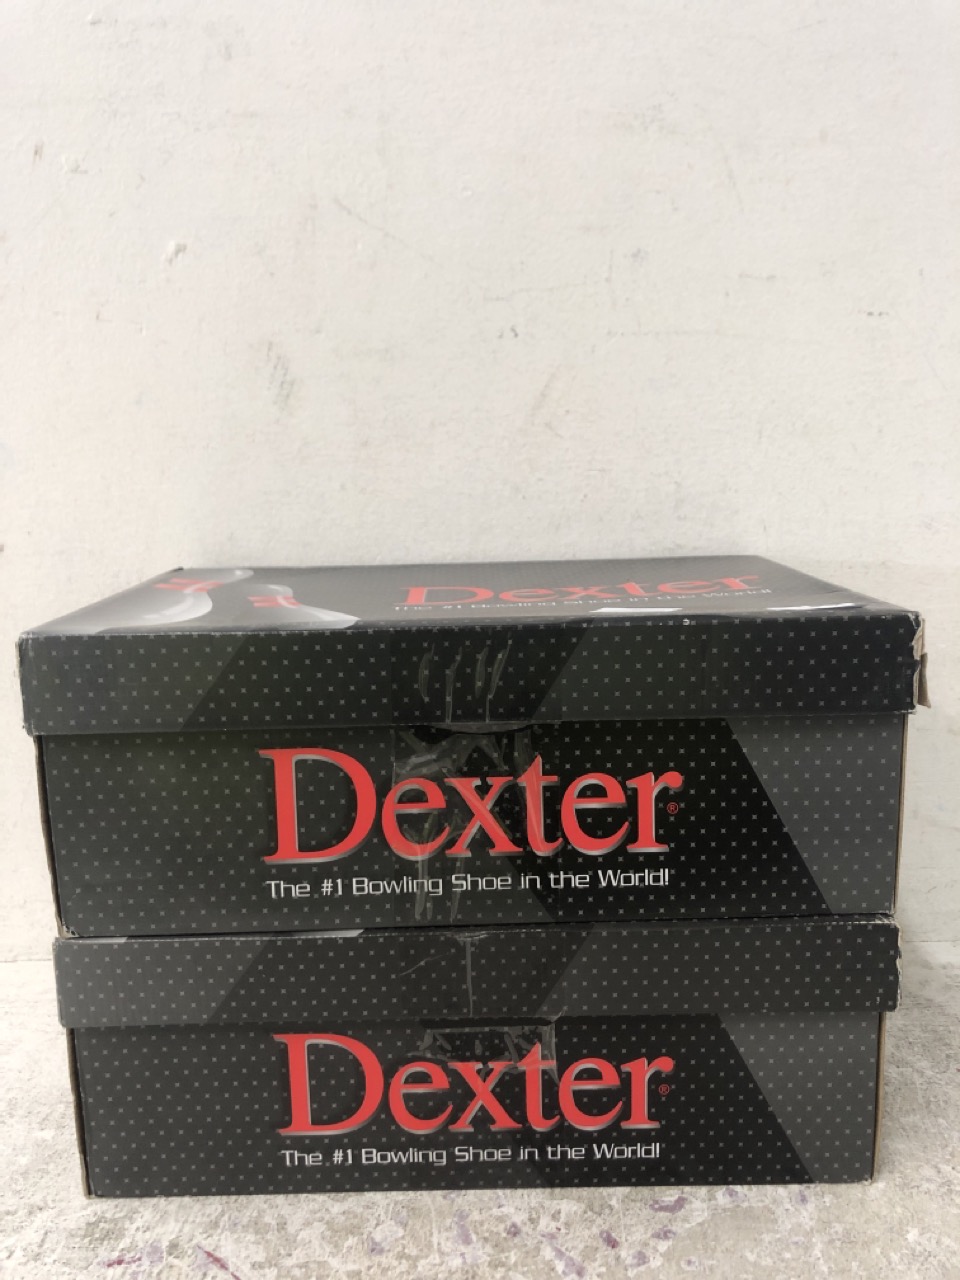 Dexter
The #1 Bowling Shoe in the World!
Dexter®
The #1 Bowling Shoe in the World!
Dexter®
The #1 Bowling Shoe in the World!